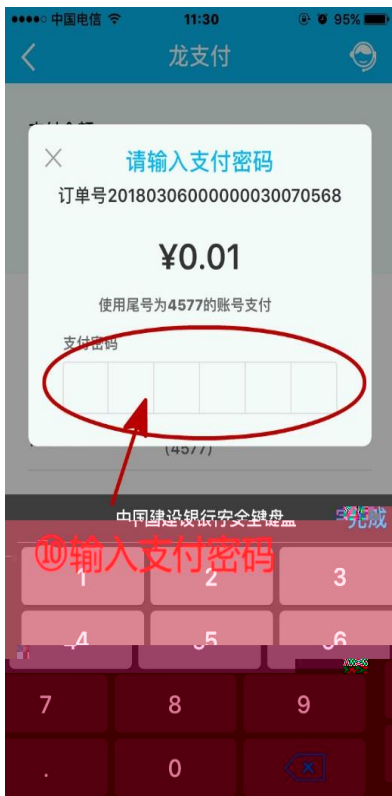 中国电信 11:30 95%
龙支付
请输入支付密码
订单号20180306000000030070568
¥0.01
使用尾号为4577的账号支付
支付密码
(4577)
中国建设银行安全键盘 完成
⑩输入支付密码
1 2 3
4 5 6
7 8 9
. 0